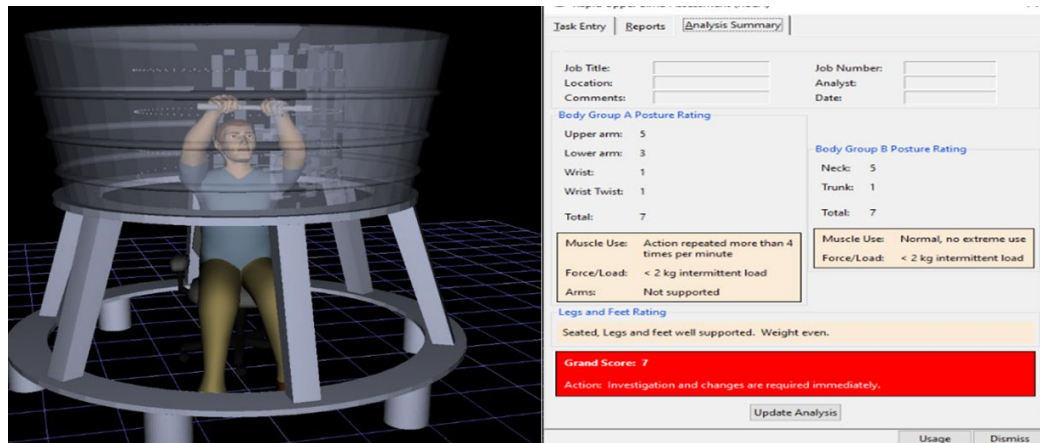 Task Entry
Reports
Analysis Summary
Job Title:
Job Number:
Location:
Analyst:
Comments:
Date:
Body Group A Posture Rating
Upper arm: 5
Lower arm: 3
Wrist: 1
Wrist Twist: 1
Total: 7
Muscle Use: Action repeated more than 4
times per minute
Force/Load: < 2 kg intermittent load
Arms: Not supported
Body Group B Posture Rating
Neck: 5
Trunk: 1
Total: 7
Muscle Use: Normal, no extreme use
Force/Load: < 2 kg intermittent load
Legs and Feet Rating
Seated, Legs and feet well supported. Weight even.
Grand Score: 7
Action: Investigation and changes are required immediately.
Update Analysis
Usage
Dismiss